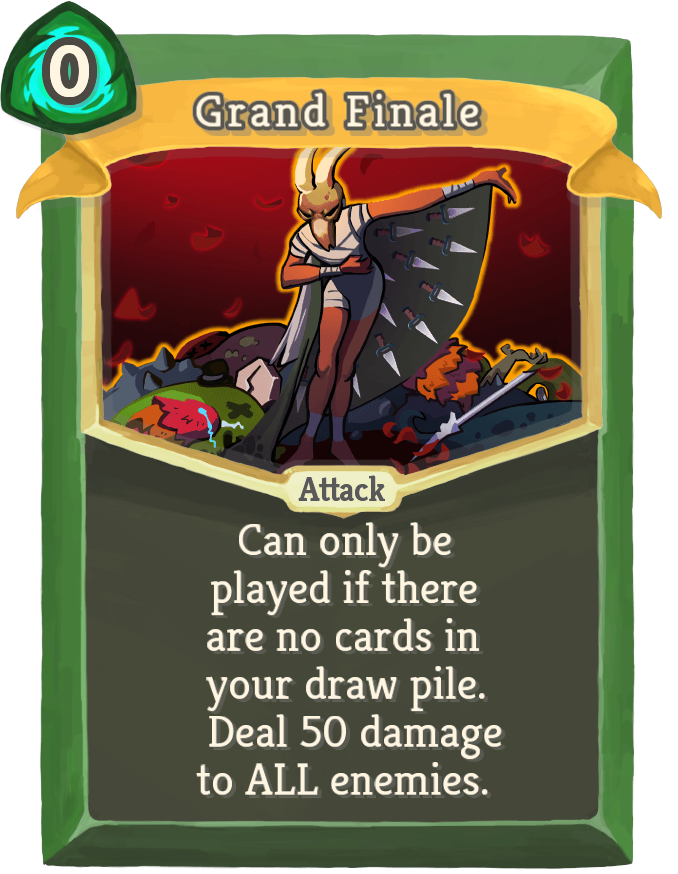 0
Grand Finale
Attack
Can only be
played if there
are no cards in
your draw pile.
Deal 50 damage
to ALL enemies.